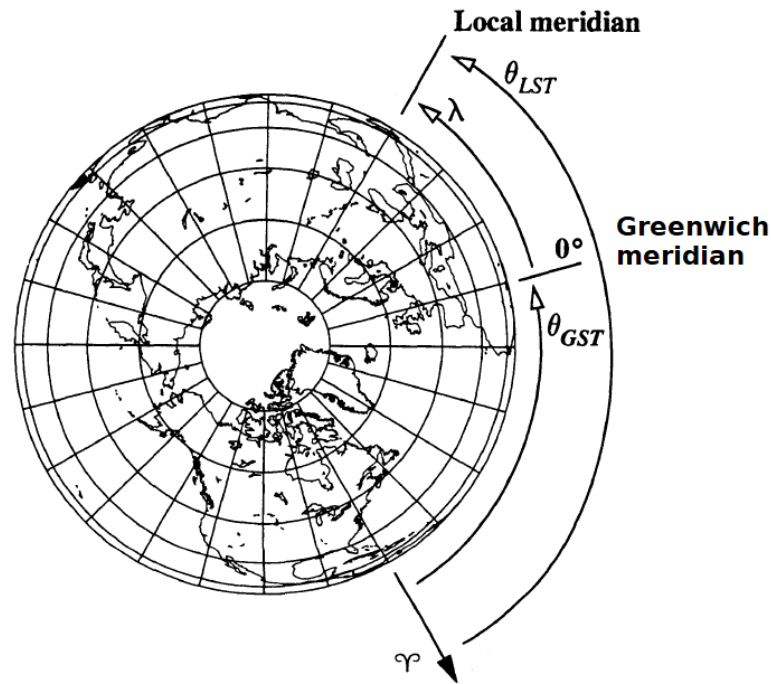 Local meridian
θLST
λ
Greenwich
meridian
0°
θGST
♈